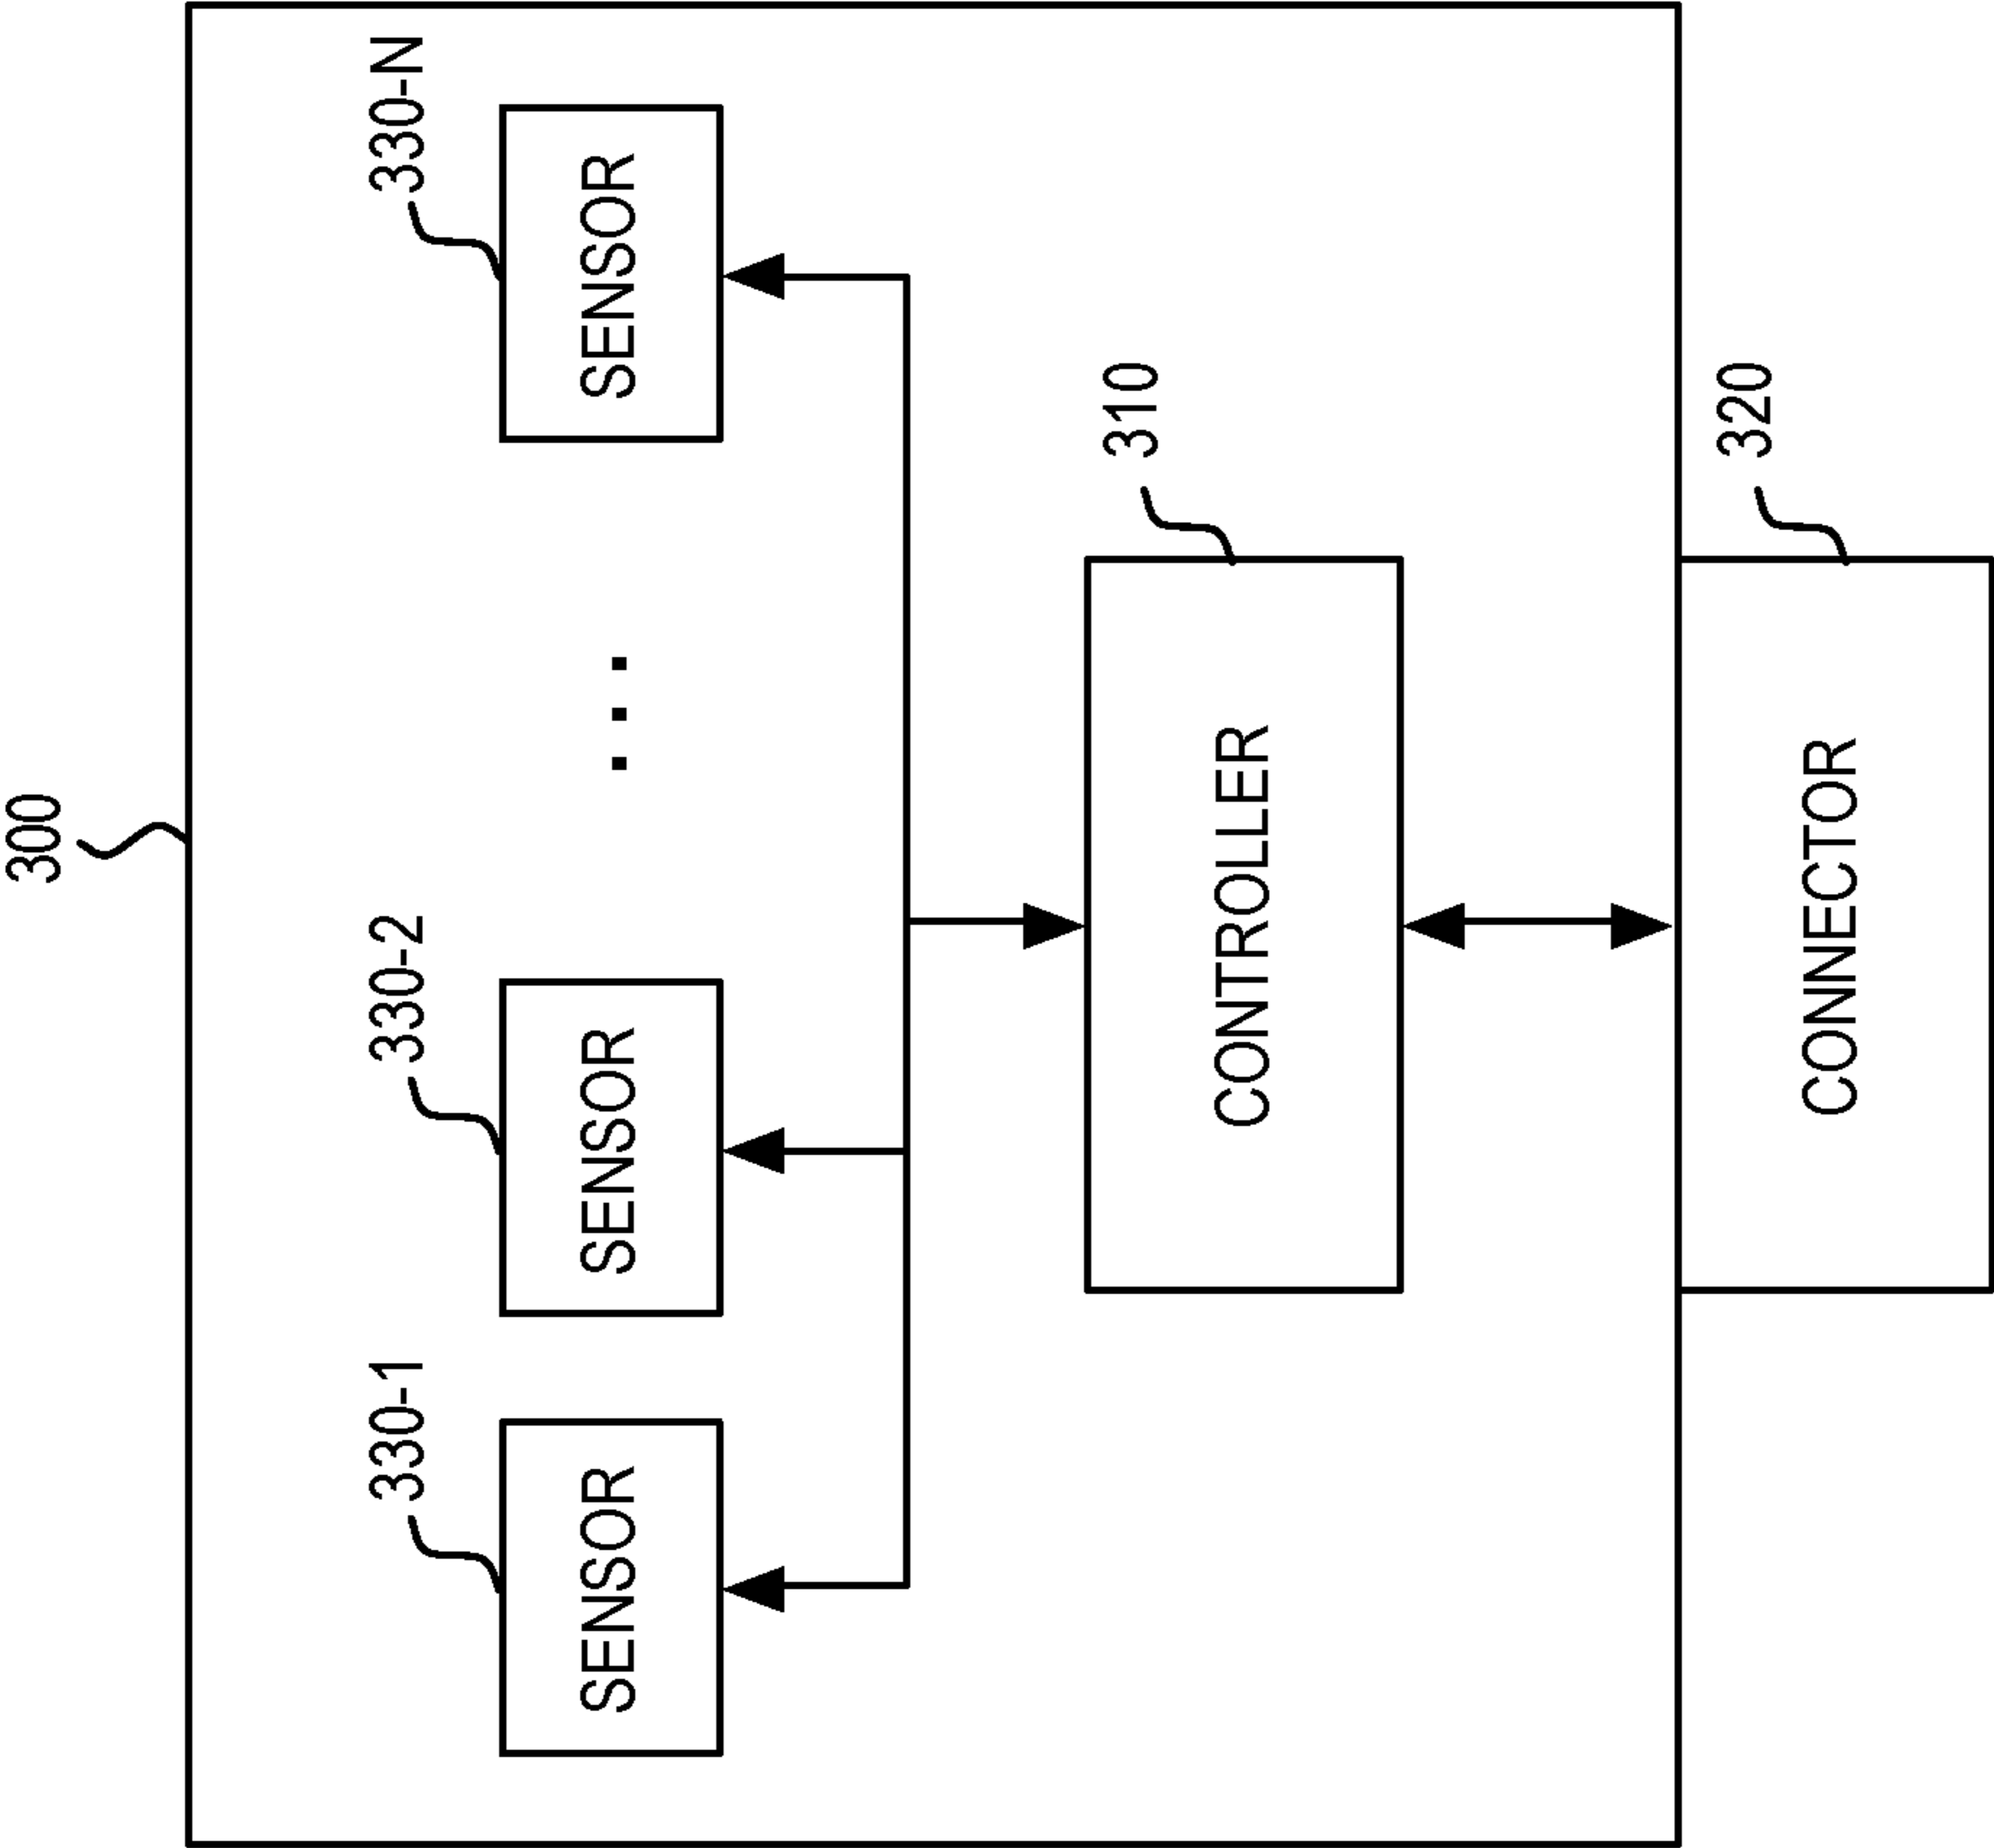 300
330-1
330-2
330-N
SENSOR
SENSOR
...
SENSOR
310
CONTROLLER
320
CONNECTOR